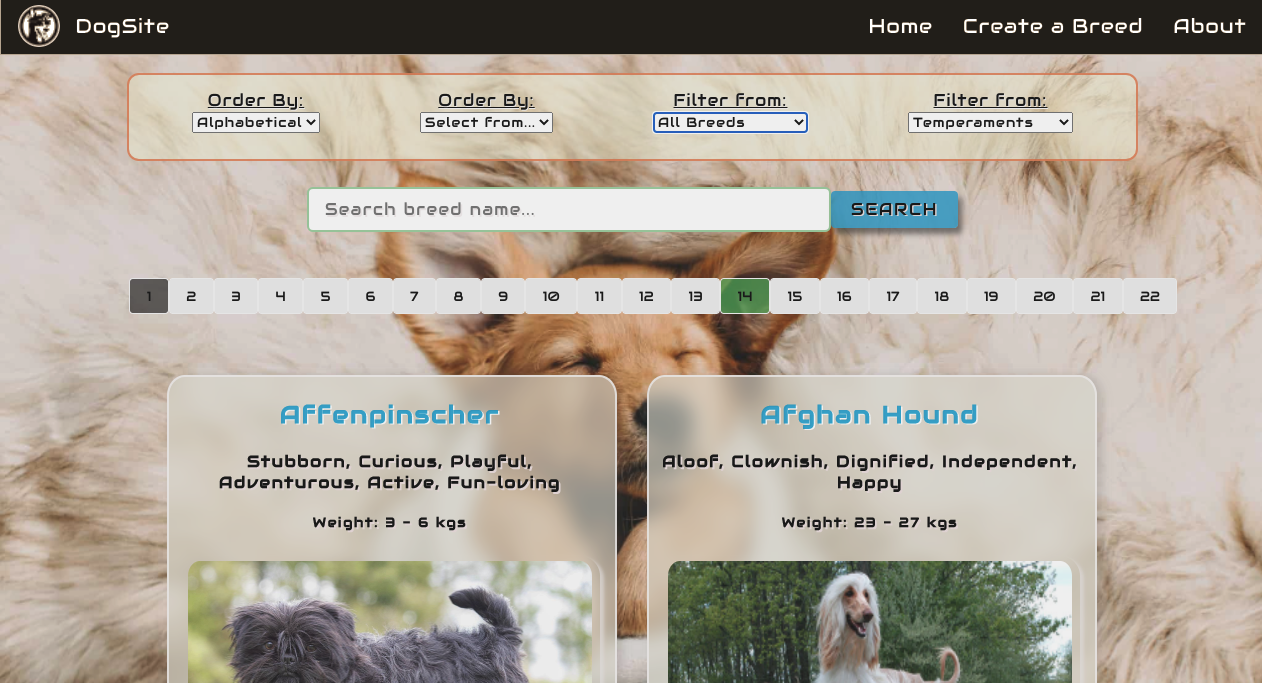 DogSite Home Create a Breed About
Order By: Order By: Filter from: Filter from:
Alphabetical Select from... All Breeds Temperaments
Search breed name... SEARCH
1 2 3 4 5 6 7 8 9 10 11 12 13 14 15 16 17 18 19 20 21 22
Affenpinscher
Stubborn, Curious, Playful,
Adventurous, Active, Fun-loving
Weight: 3 - 6 kgs
Afghan Hound
Aloof, Clownish, Dignified, Independent,
Happy
Weight: 23 - 27 kgs